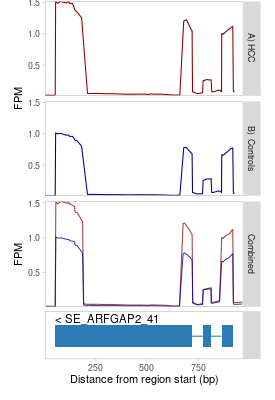 1.5
1.0
0.5
FPM
A) HCC
1.5
1.0
0.5
B) Controls
1.5
1.0
0.5
FPM
Combined
< SE_ARFGAP2_41
250 500 750
Distance from region start (bp)